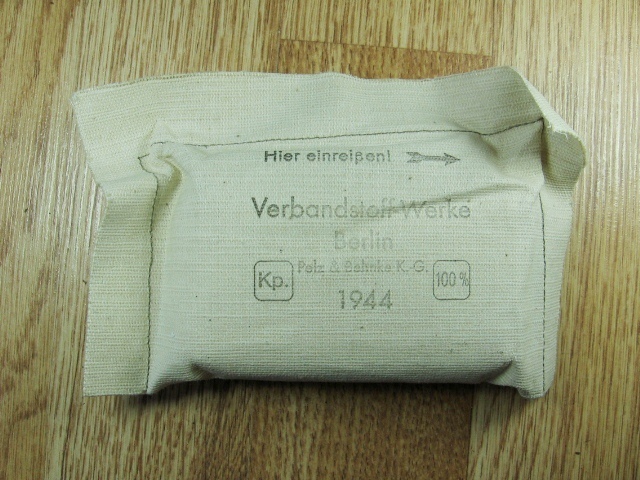 Hier einreißen!
Verbandstoff-Werke
Berlin
Pelz & Behnke K.G.
Kp.
100 %
1944